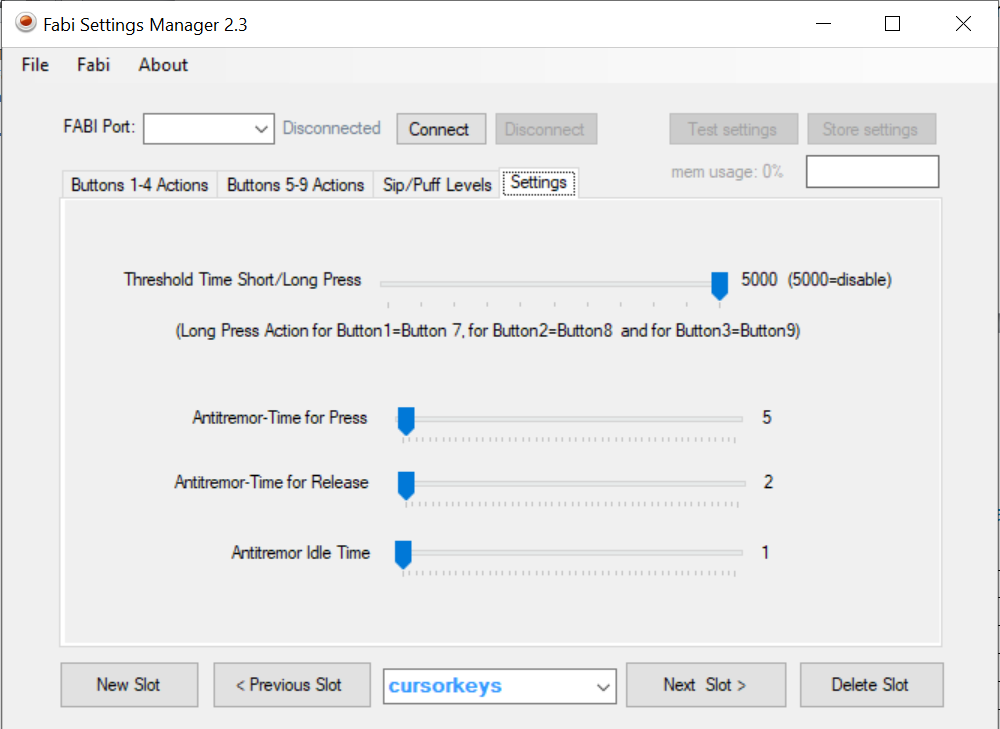 Fabi Settings Manager 2.3
File Fabi About
FABI Port: Disconnected Connect Disconnect Test settings Store settings
mem usage: 0%
Buttons 1-4 Actions Buttons 5-9 Actions Sip/Puff Levels Settings
Threshold Time Short/Long Press 5000 (5000=disable)
(Long Press Action for Button1=Button 7, for Button2=Button8 and for Button3=Button9)
Antitremor-Time for Press 5
Antitremor-Time for Release 2
Antitremor Idle Time 1
New Slot < Previous Slot cursorkeys Next Slot > Delete Slot